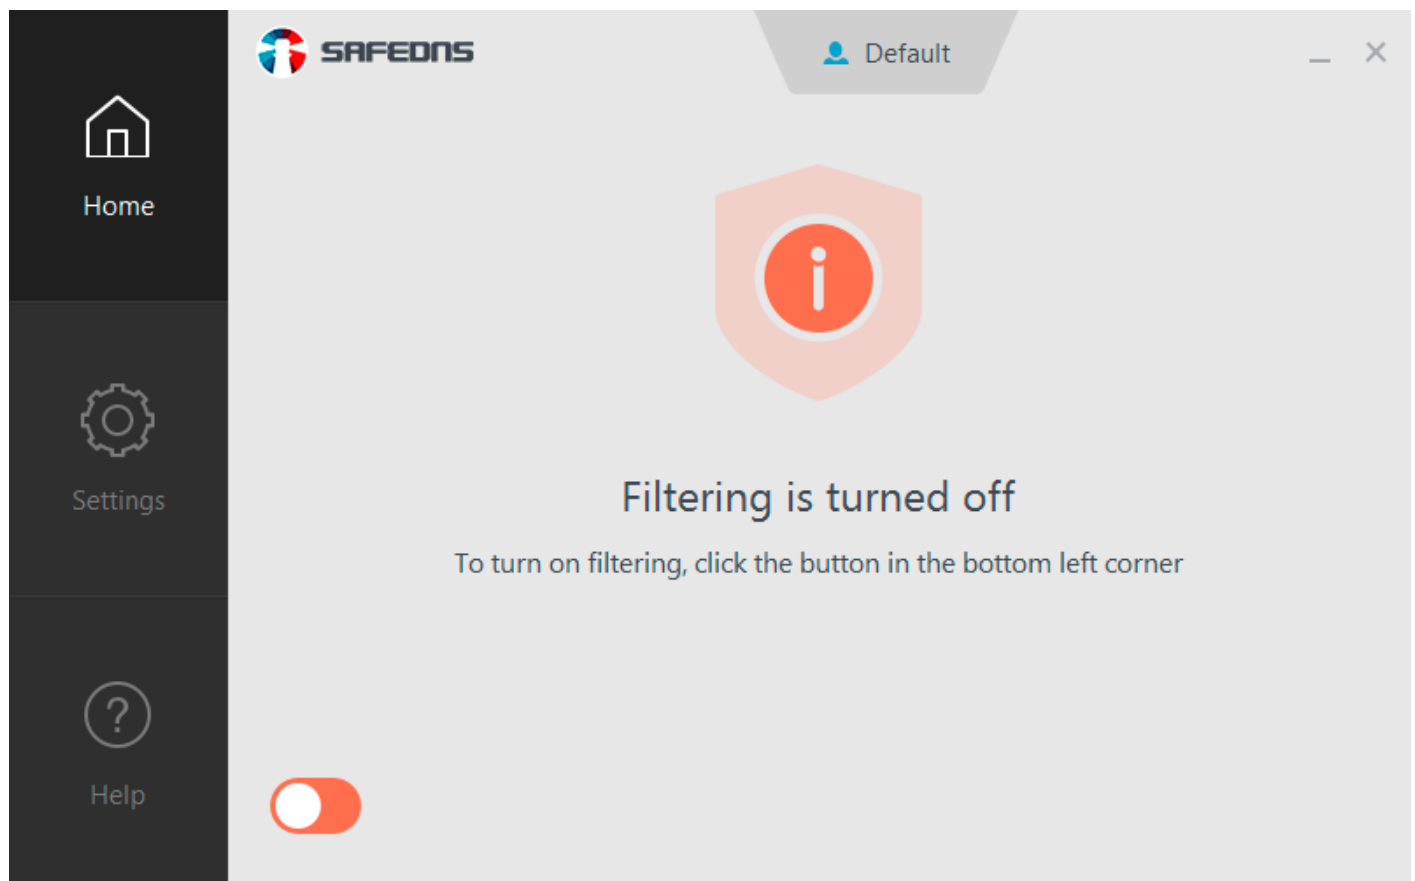 SAFEDNS
Default
Home
Filtering is turned off
Settings
To turn on filtering, click the button in the bottom left corner
Help